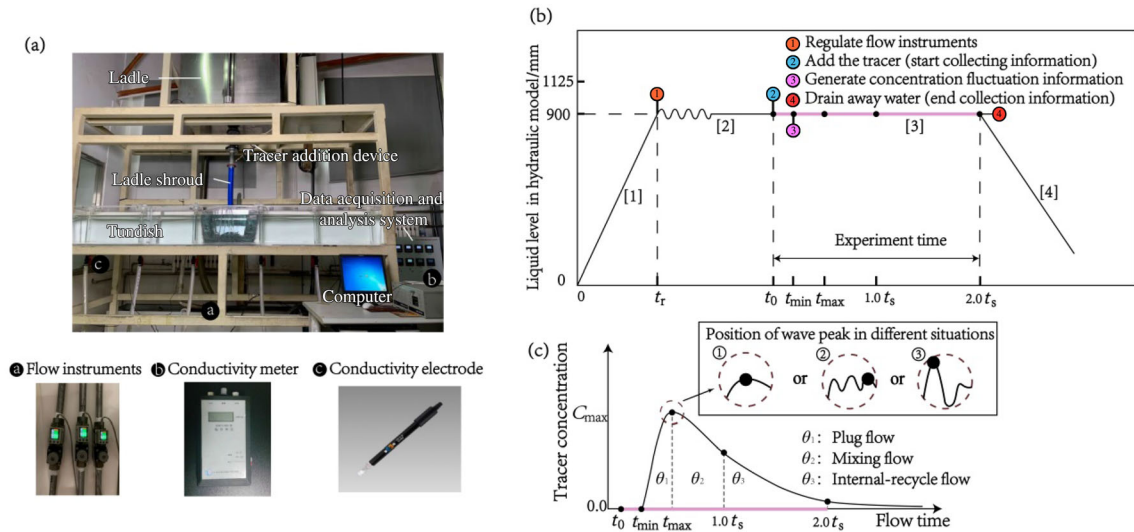 (a)
Ladle
Tracer addition device
Ladle shroud
Data acquisition and
analysis system
Tundish
c
b
Computer
a
a Flow instruments
b Conductivity meter
c Conductivity electrode
(b)
Liquid level in hydraulic model/mm
1125
900
0
1 Regulate flow instruments
2 Add the tracer (start collecting information)
3 Generate concentration fluctuation information
4 Drain away water (end collection information)
1
2
3
4
[1]
[2]
[3]
[4]
Experiment time
0
tr
t0
tmin
tmax
1.0 ts
2.0 ts
(c)
Tracer concentration
Cmax
0.0
Position of wave peak in different situations
① or ② or ③
θ1: Plug flow
θ2: Mixing flow
θ3: Internal-recycle flow
θ1
θ2
θ3
t0
tmin
tmax
1.0 ts
2.0 ts
Flow time